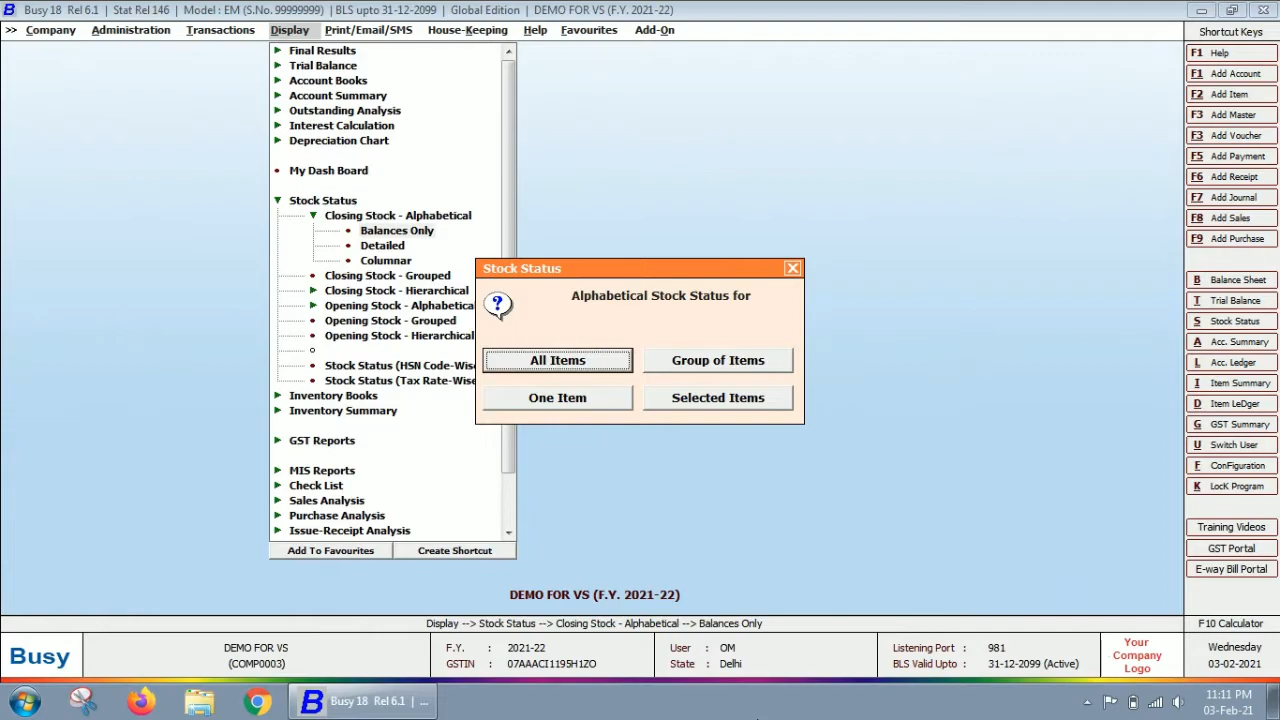 Busy 18 Rel 6.1 | Stat Rel 146 | Model : EM (S.No. 99999999) | BLS upto 31-12-2099 | Global Edition | DEMO FOR VS (F.Y. 2021-22)
>> Company Administration Transactions Display Print/Email/SMS House-Keeping Help Favourites Add-On
Shortcut Keys
Final Results
Trial Balance
Account Books
Account Summary
Outstanding Analysis
Interest Calculation
Depreciation Chart
My Dash Board
Stock Status
Closing Stock - Alphabetical
Balances Only
Detailed
Columnar
Closing Stock - Grouped
Closing Stock - Hierarchical
Opening Stock - Alphabetica
Opening Stock - Grouped
Opening Stock - Hierarchical
Stock Status (HSN Code-Wis
Stock Status (Tax Rate-Wise
Inventory Books
Inventory Summary
GST Reports
MIS Reports
Check List
Sales Analysis
Purchase Analysis
Issue-Receipt Analysis
Add To Favourites Create Shortcut
Stock Status
Alphabetical Stock Status for
All Items Group of Items
One Item Selected Items
F1 Help
F1 Add Account
F2 Add Item
F3 Add Master
F3 Add Voucher
F5 Add Payment
F6 Add Receipt
F7 Add Journal
F8 Add Sales
F9 Add Purchase
B Balance Sheet
T Trial Balance
S Stock Status
A Acc. Summary
L Acc. Ledger
I Item Summary
D Item LeDger
G GST Summary
U Switch User
F ConFiguration
K LocK Program
Training Videos
GST Portal
E-way Bill Portal
DEMO FOR VS (F.Y. 2021-22)
Display --> Stock Status --> Closing Stock - Alphabetical --> Balances Only
F10 Calculator
Busy
DEMO FOR VS
(COMP0003)
F.Y. : 2021-22
GSTIN : 07AAACI1195H1ZO
User : OM
State : Delhi
Listening Port : 981
BLS Valid Upto : 31-12-2099 (Active)
Your
Company
Logo
Wednesday
03-02-2021
B Busy 18 Rel 6.1 | ...
11:11 PM
03-Feb-21